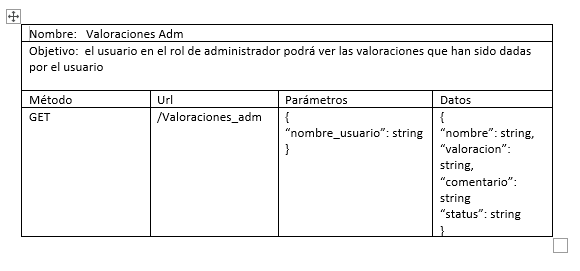 Nombre:   Valoraciones Adm
Objetivo:  el usuario en el rol de administrador podrá ver las valoraciones que han sido dadas
por el usuario
Método	Url	Parámetros	Datos
GET	/Valoraciones_adm	{	{
“nombre_usuario”: string	“nombre”: string,
}	“valoracion”:
string,
“comentario”:
string
“status”: string
}